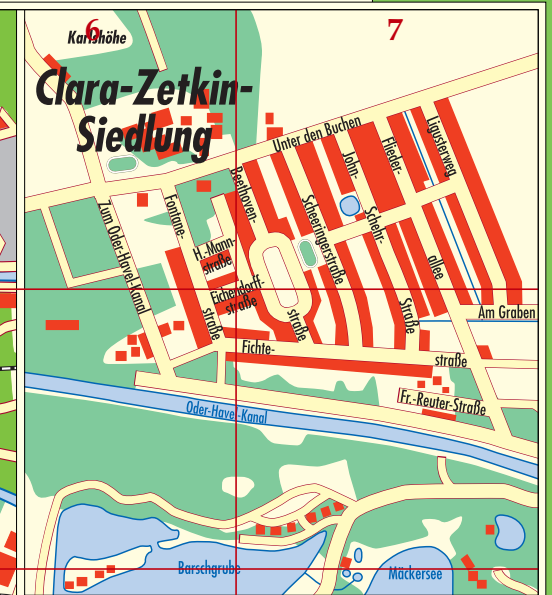 6
7
Karlshöhe
Clara-Zetkin-
Siedlung
Unter den Buchen
Ligusterweg
Flieder-
allee
John-
Schehr-
Straße
Scheeringerstraße
Beethoven-
straße
Fontane-
straße
Zum Oder-Havel-Kanal
H.-Mann-
straße
Eichendorff-
straße
Am Graben
Fichte-
straße
Fr.-Reuter-Straße
Oder-Havel-Kanal
Barschgrube
Mäckersee